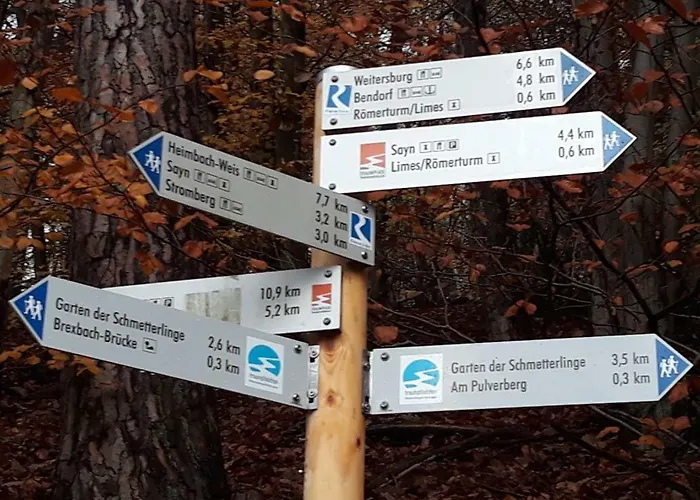 Weitersburg 6,6 km
Bendorf 4,8 km
Römerturm/Limes 0,6 km
R
Sayn 4,4 km
Limes/Römerturm 0,6 km
Heimbach-Weis 7,7 km
Sayn 3,2 km
Stromberg 3,0 km
R
10,9 km
5,2 km
Garten der Schmetterlinge 2,6 km
Brexbach-Brücke 0,3 km
Garten der Schmetterlinge 3,5 km
Am Pulverberg 0,3 km